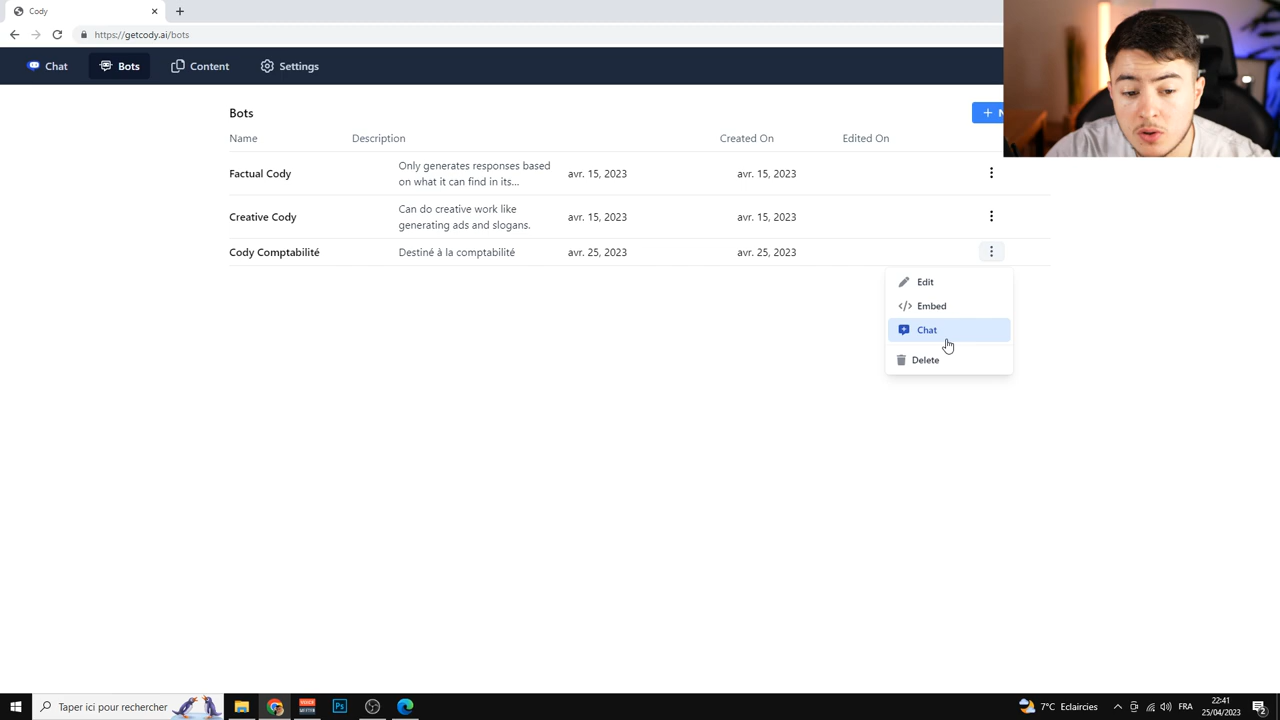 Cody
https://getcody.ai/bots
Chat Bots Content Settings
Bots
Name Description Created On Edited On
Factual Cody
Only generates responses based
on what it can find in its...
avr. 15, 2023 avr. 15, 2023
Creative Cody
Can do creative work like
generating ads and slogans.
avr. 15, 2023 avr. 15, 2023
Cody Comptabilité Destiné à la comptabilité avr. 25, 2023 avr. 25, 2023
Edit
Embed
Chat
Delete
Taper ici pour rechercher
Ps
7°C Eclaircies
FRA
22:41
25/04/2023
2